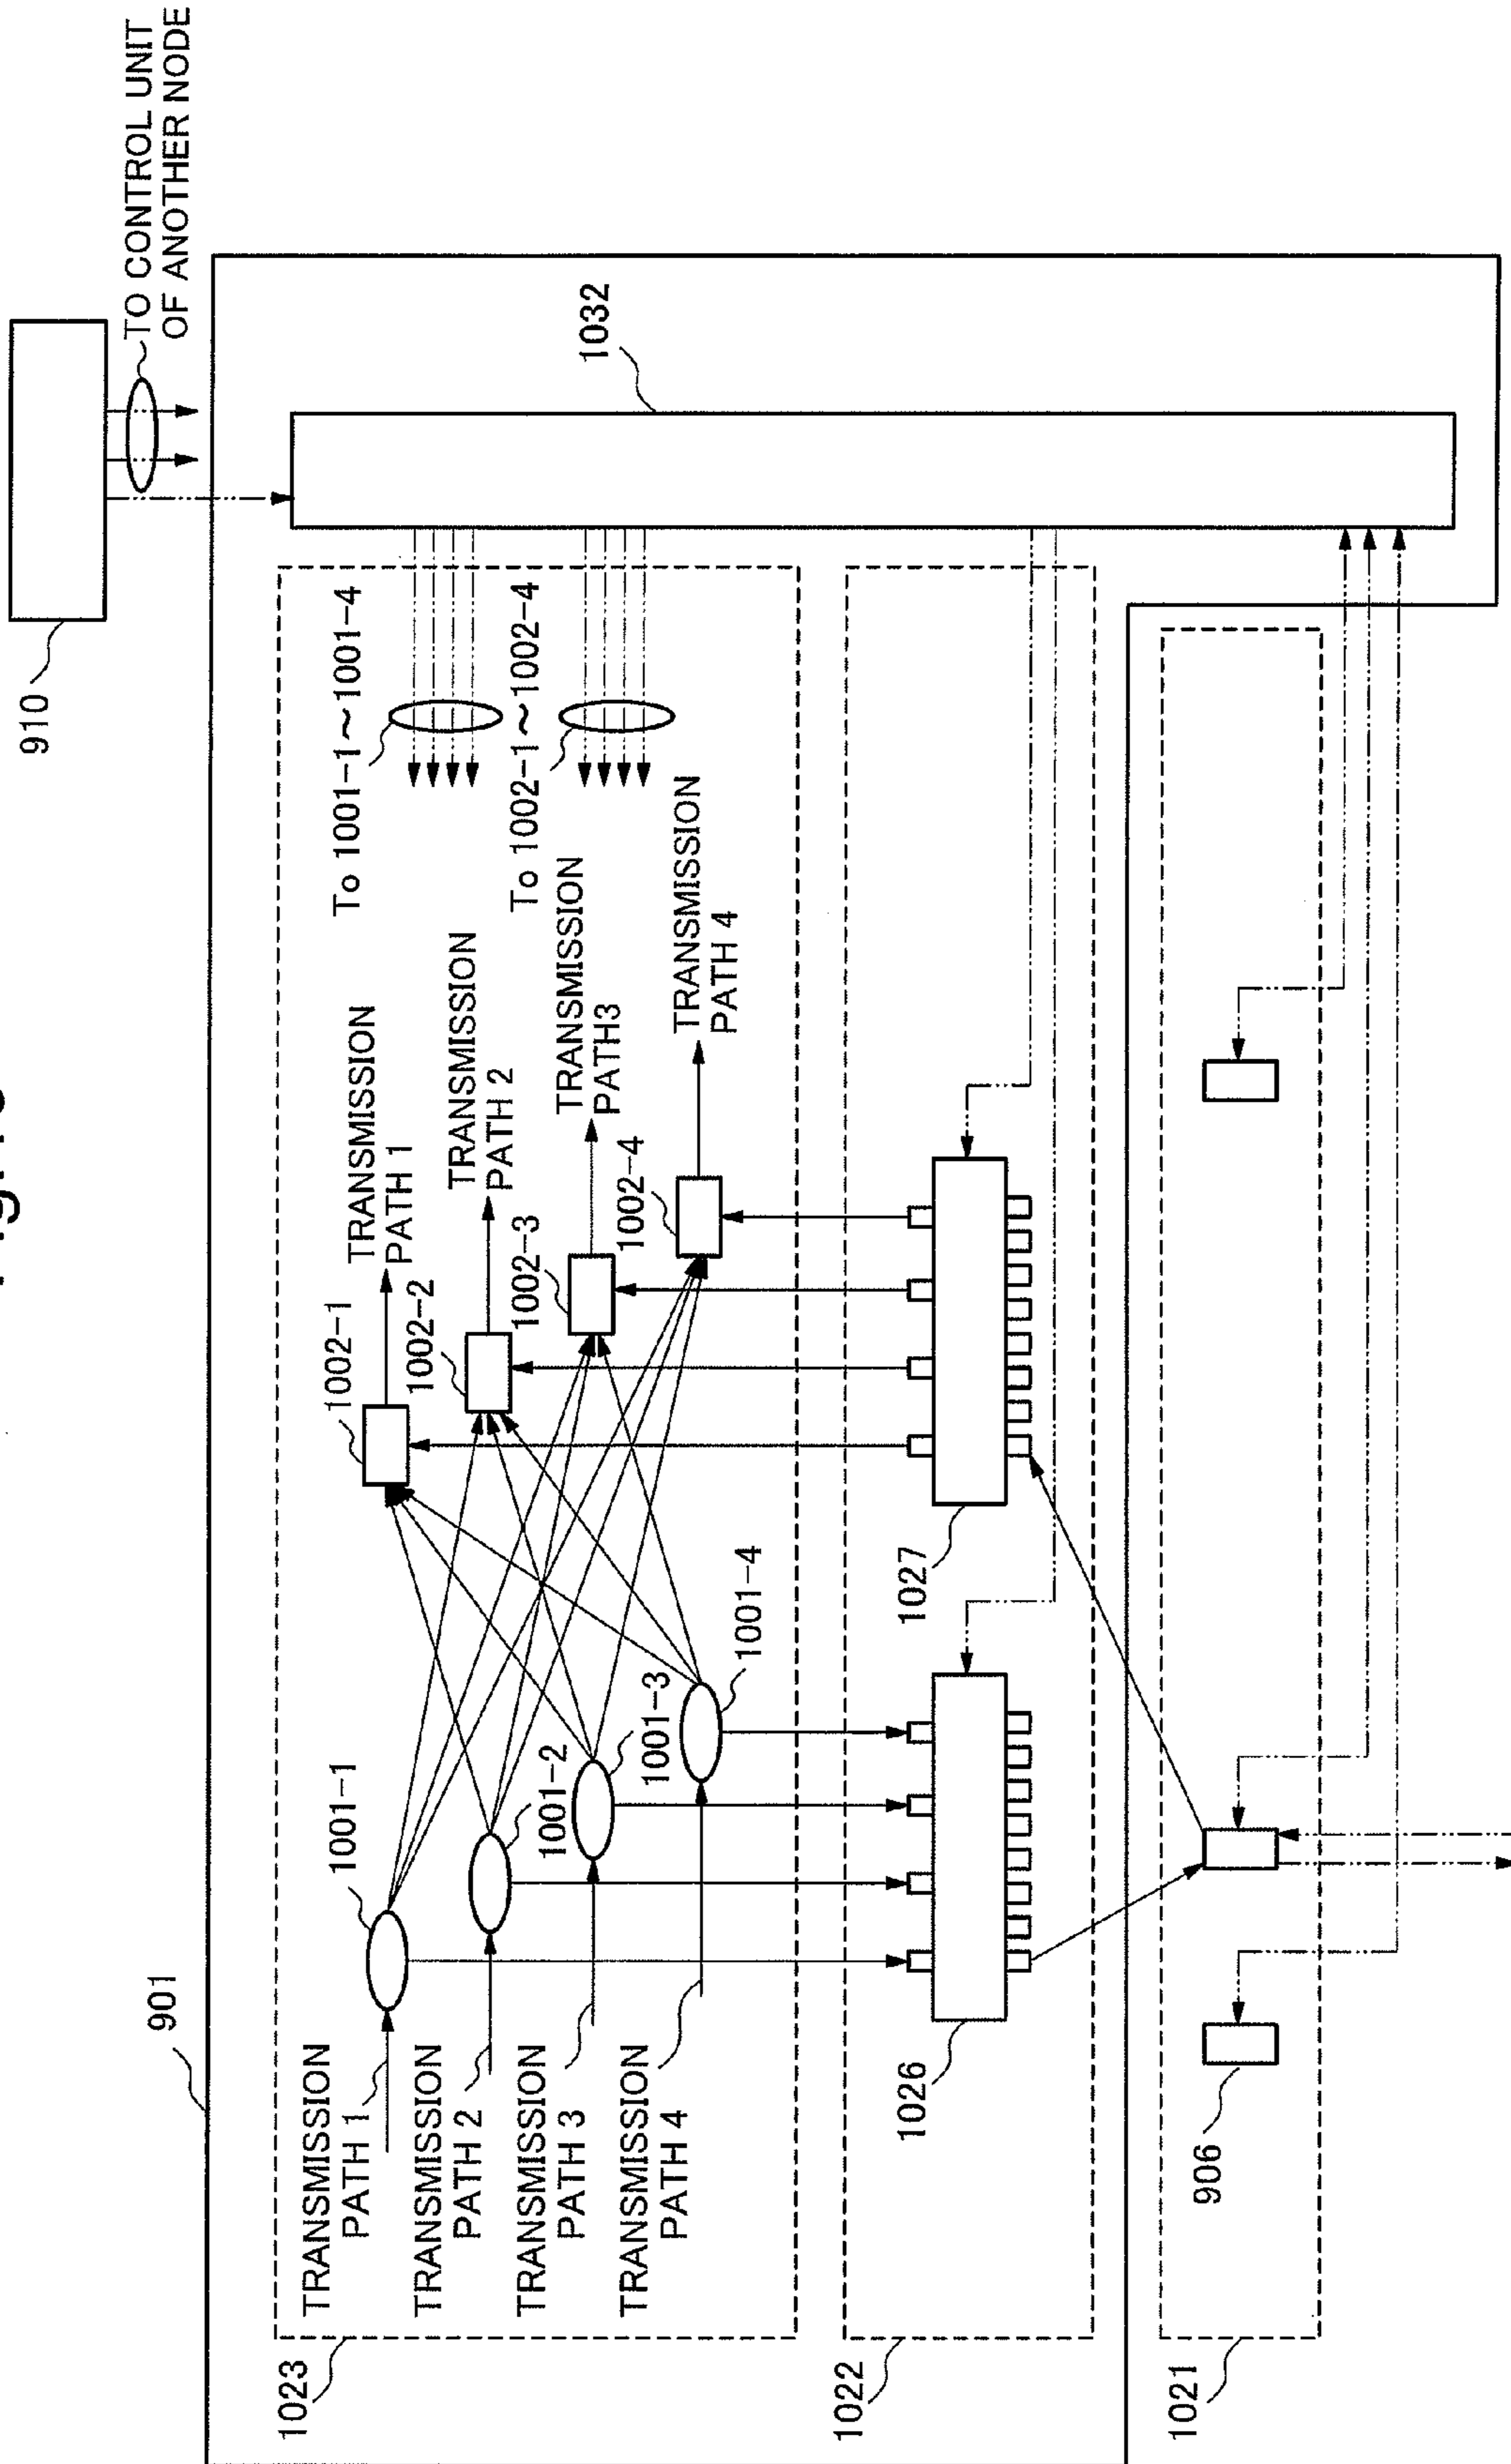 910
TO CONTROL UNIT
OF ANOTHER NODE
901
1032
1023
To 1001-1~1001-4
To 1002-1~1002-4
TRANSMISSION
PATH 1
TRANSMISSION
PATH 2
TRANSMISSION
PATH 3
TRANSMISSION
PATH 4
1001-1
1001-2
1001-3
1001-4
1002-1
1002-2
1002-3
1002-4
TRANSMISSION
PATH 1
TRANSMISSION
PATH 2
TRANSMISSION
PATH3
TRANSMISSION
PATH 4
1022
1026
1027
1021
906